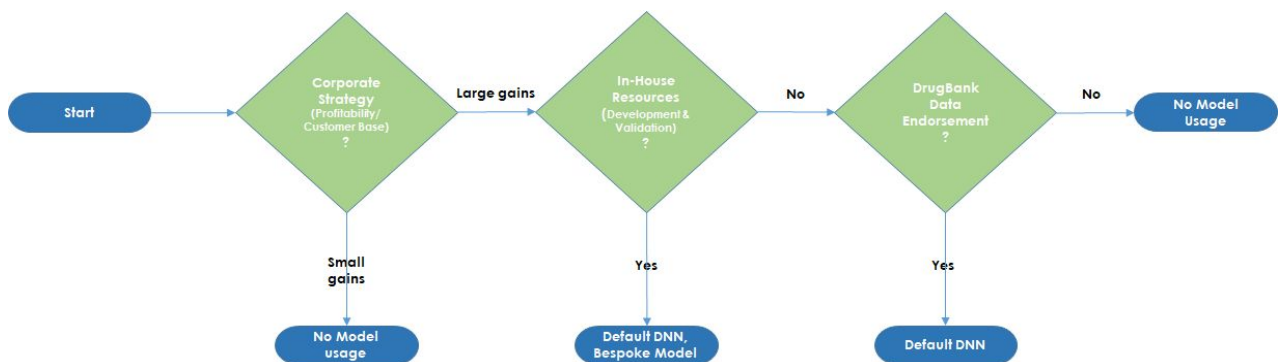 Start
Corporate
Strategy
(Profitability/
Customer Base)
?
Large gains
In-House
Resources
(Development &
Validation)
?
No
DrugBank
Data
Endorsement
?
No
No Model
Usage
Small
gains
Yes
Yes
No Model
usage
Default DNN,
Bespoke Model
Default DNN